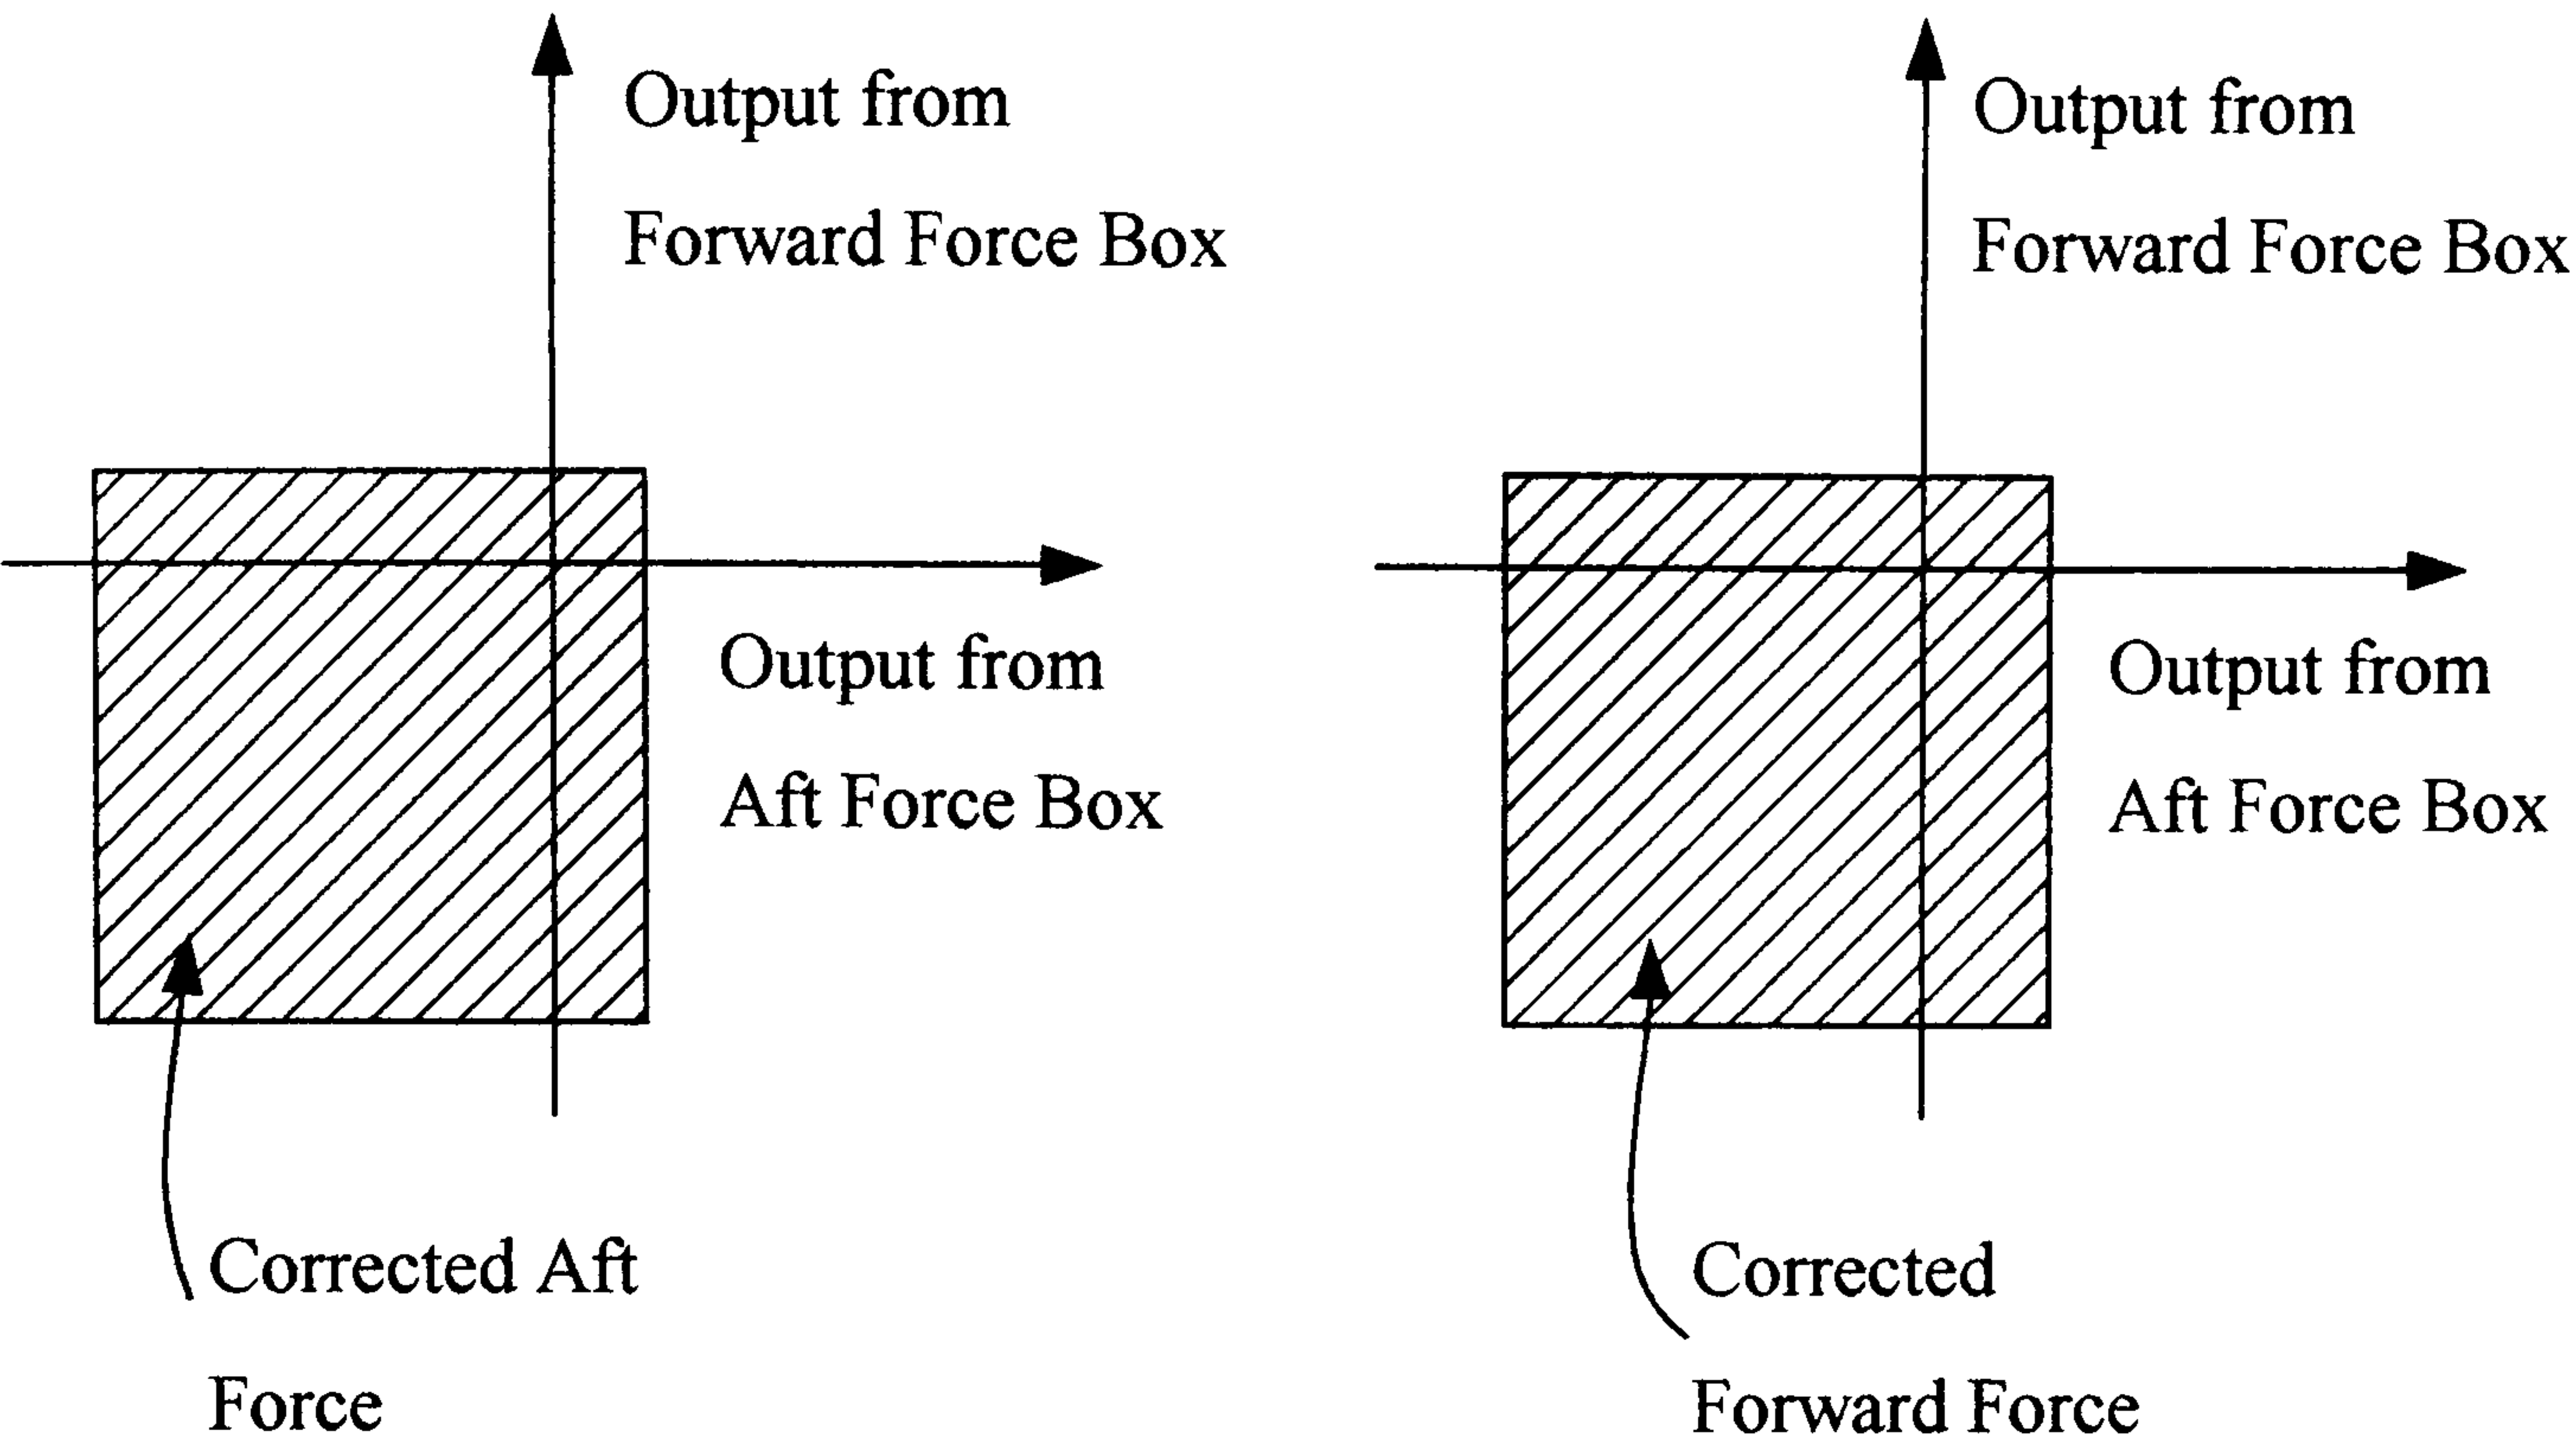 Output from
Forward Force Box
Output from
Aft Force Box
Corrected Aft
Force
Output from
Forward Force Box
Output from
Aft Force Box
Corrected
Forward Force